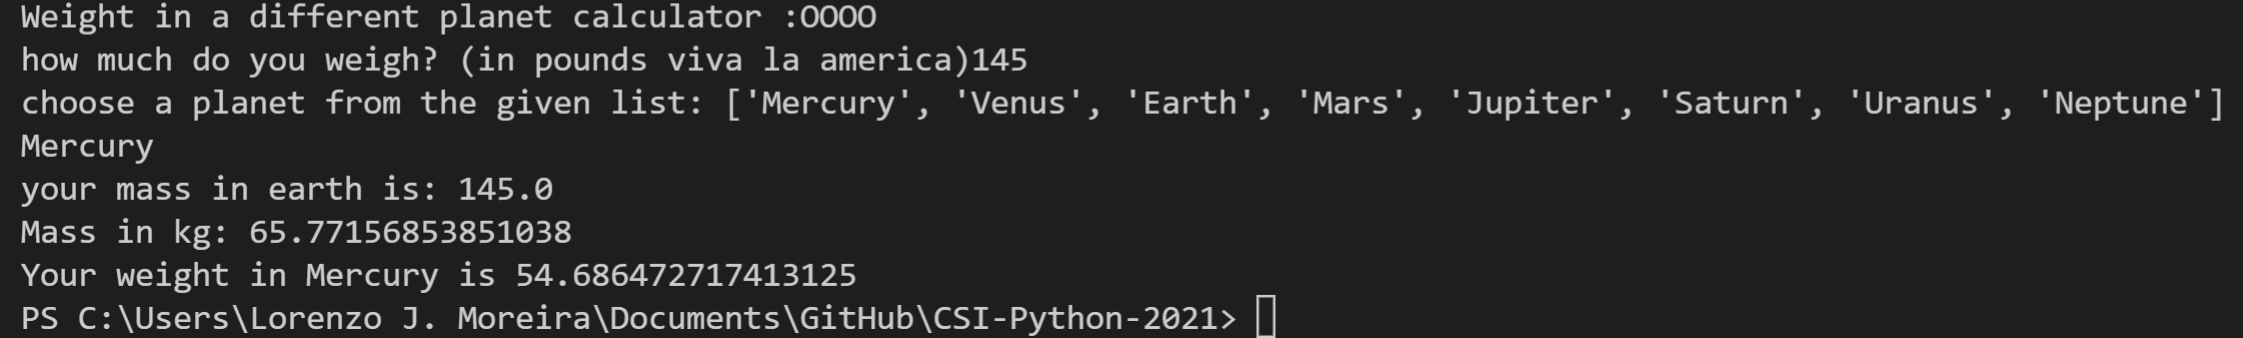 Weight in a different planet calculator :OOOO
how much do you weigh? (in pounds viva la america)145
choose a planet from the given list: ['Mercury', 'Venus', 'Earth', 'Mars', 'Jupiter', 'Saturn', 'Uranus', 'Neptune']
Mercury
your mass in earth is: 145.0
Mass in kg: 65.77156853851038
Your weight in Mercury is 54.686472717413125
PS C:\Users\Lorenzo J. Moreira\Documents\GitHub\CSI-Python-2021>